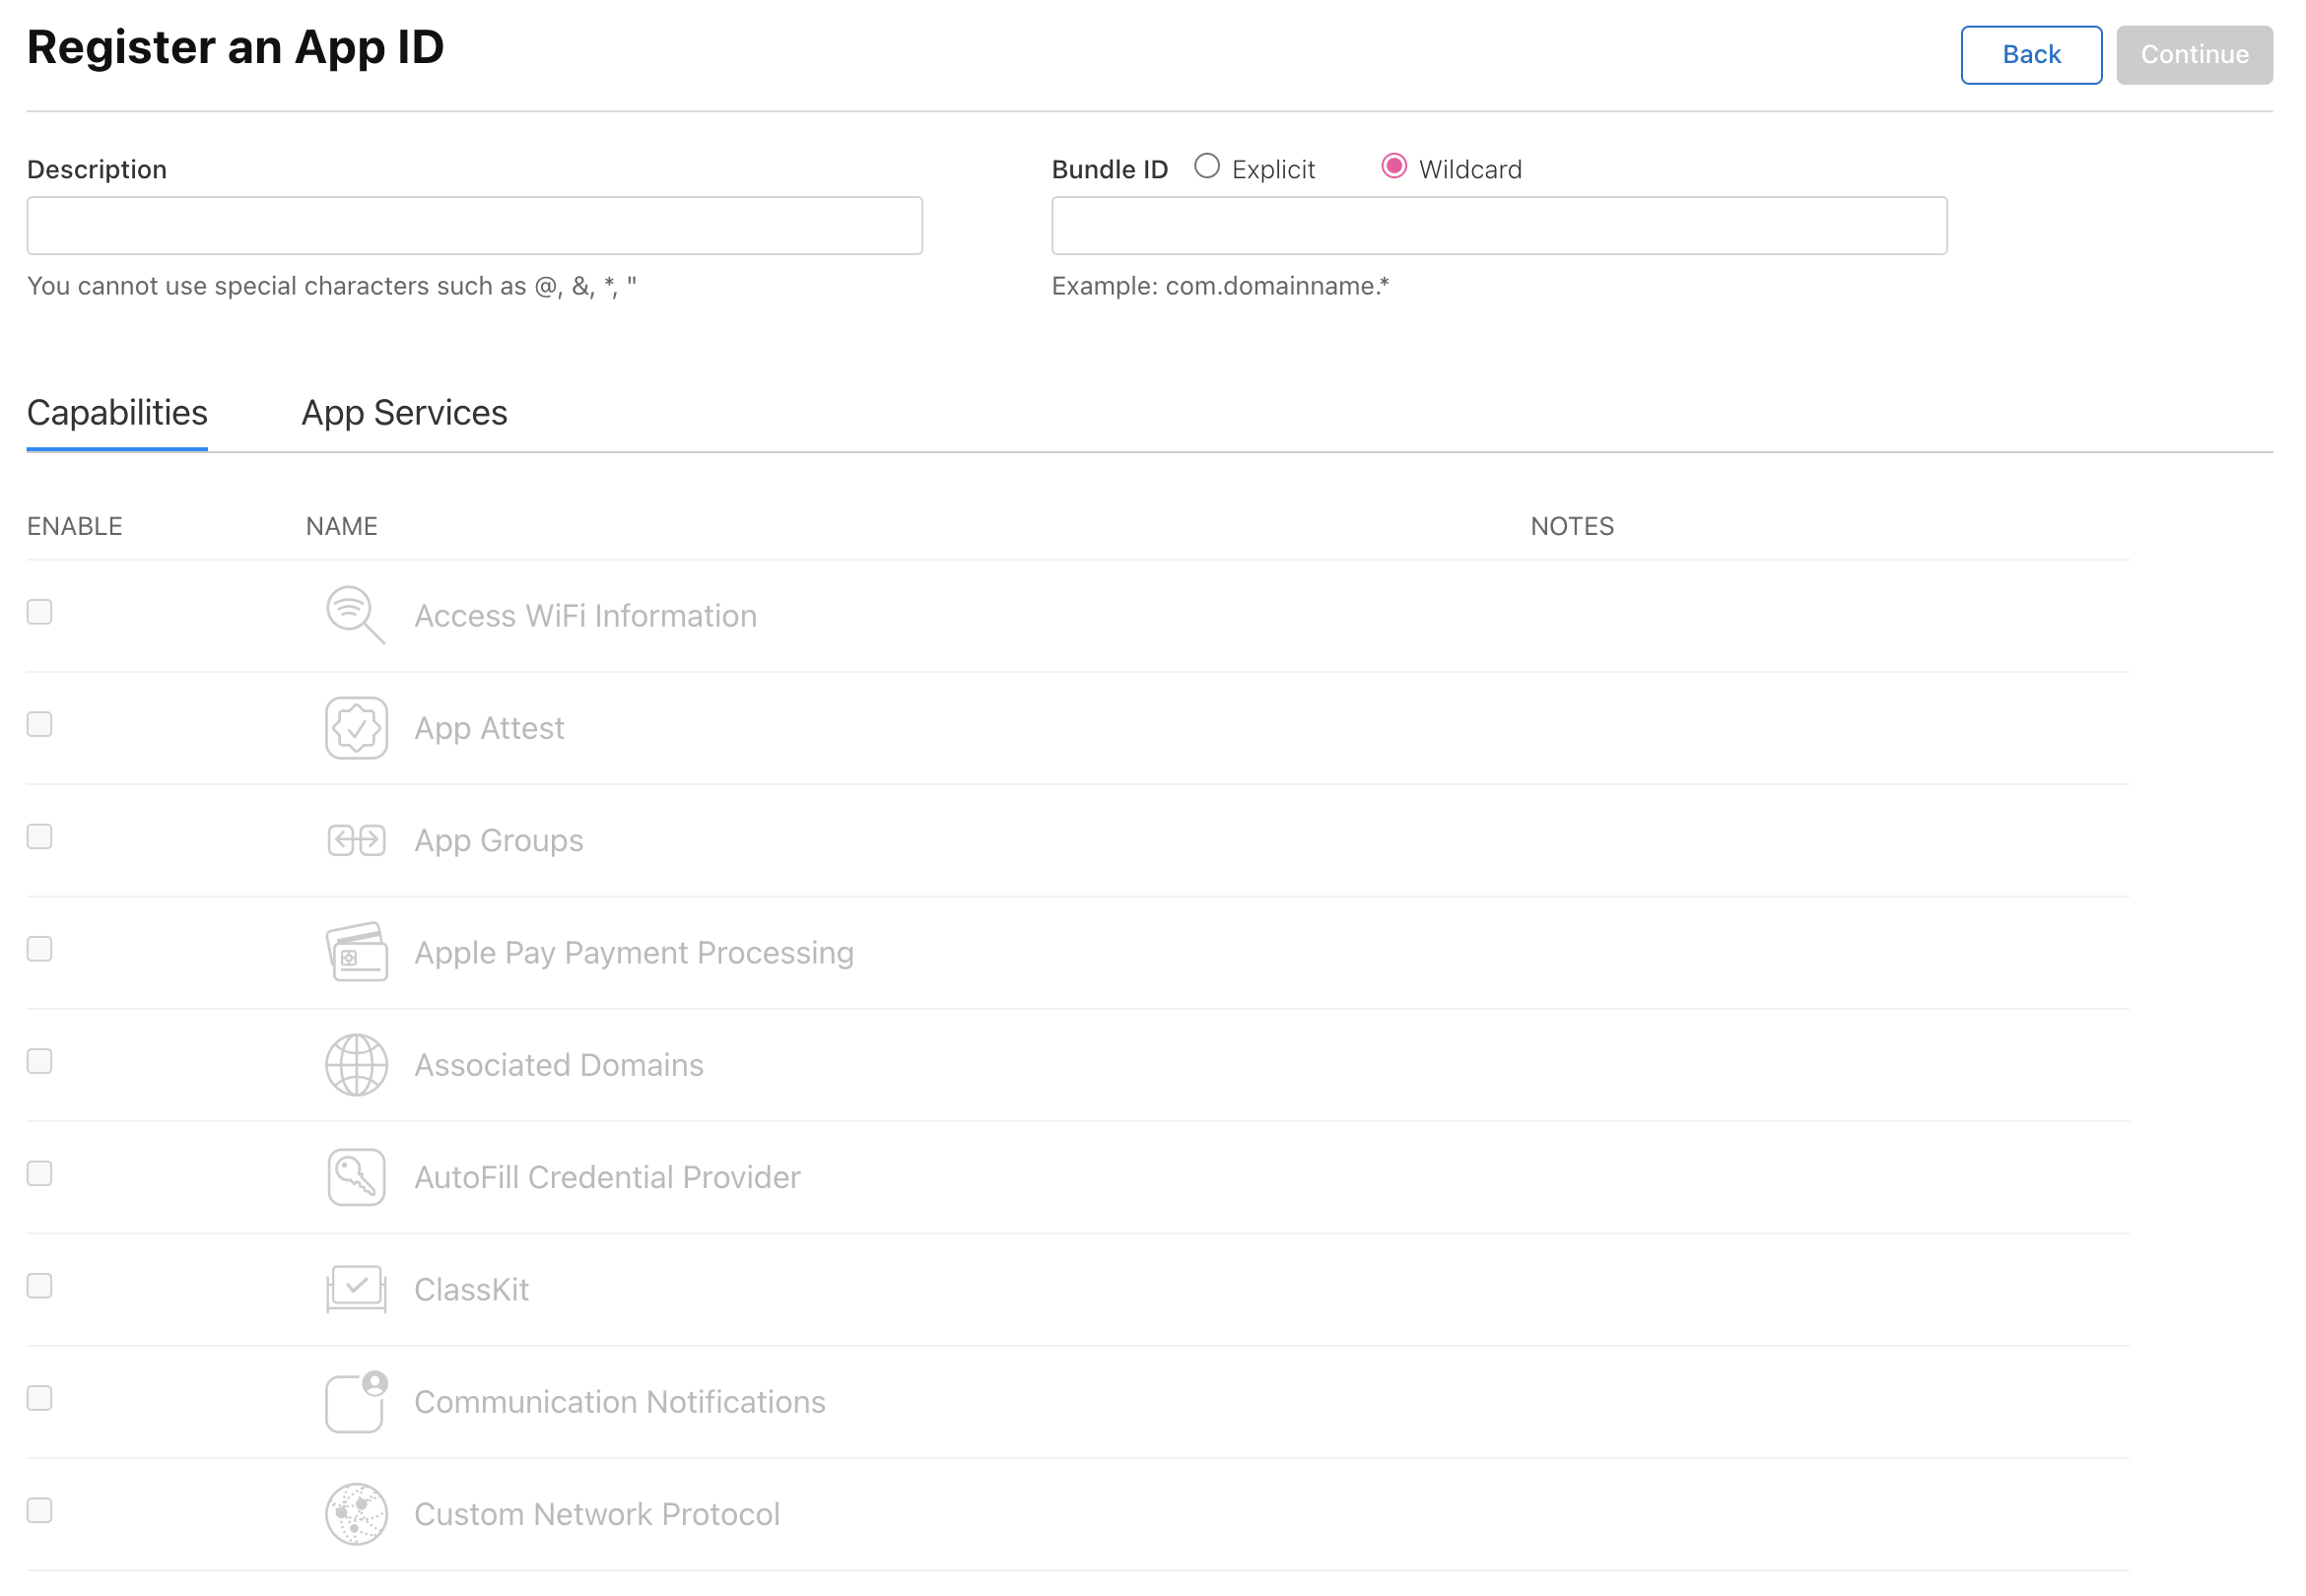 Register an App ID
Back
Continue
Description
Bundle ID
Explicit
Wildcard
You cannot use special characters such as @, &, *, "
Example: com.domainname.*
Capabilities
App Services
ENABLE
NAME
NOTES
Access WiFi Information
App Attest
App Groups
Apple Pay Payment Processing
Associated Domains
AutoFill Credential Provider
ClassKit
Communication Notifications
Custom Network Protocol